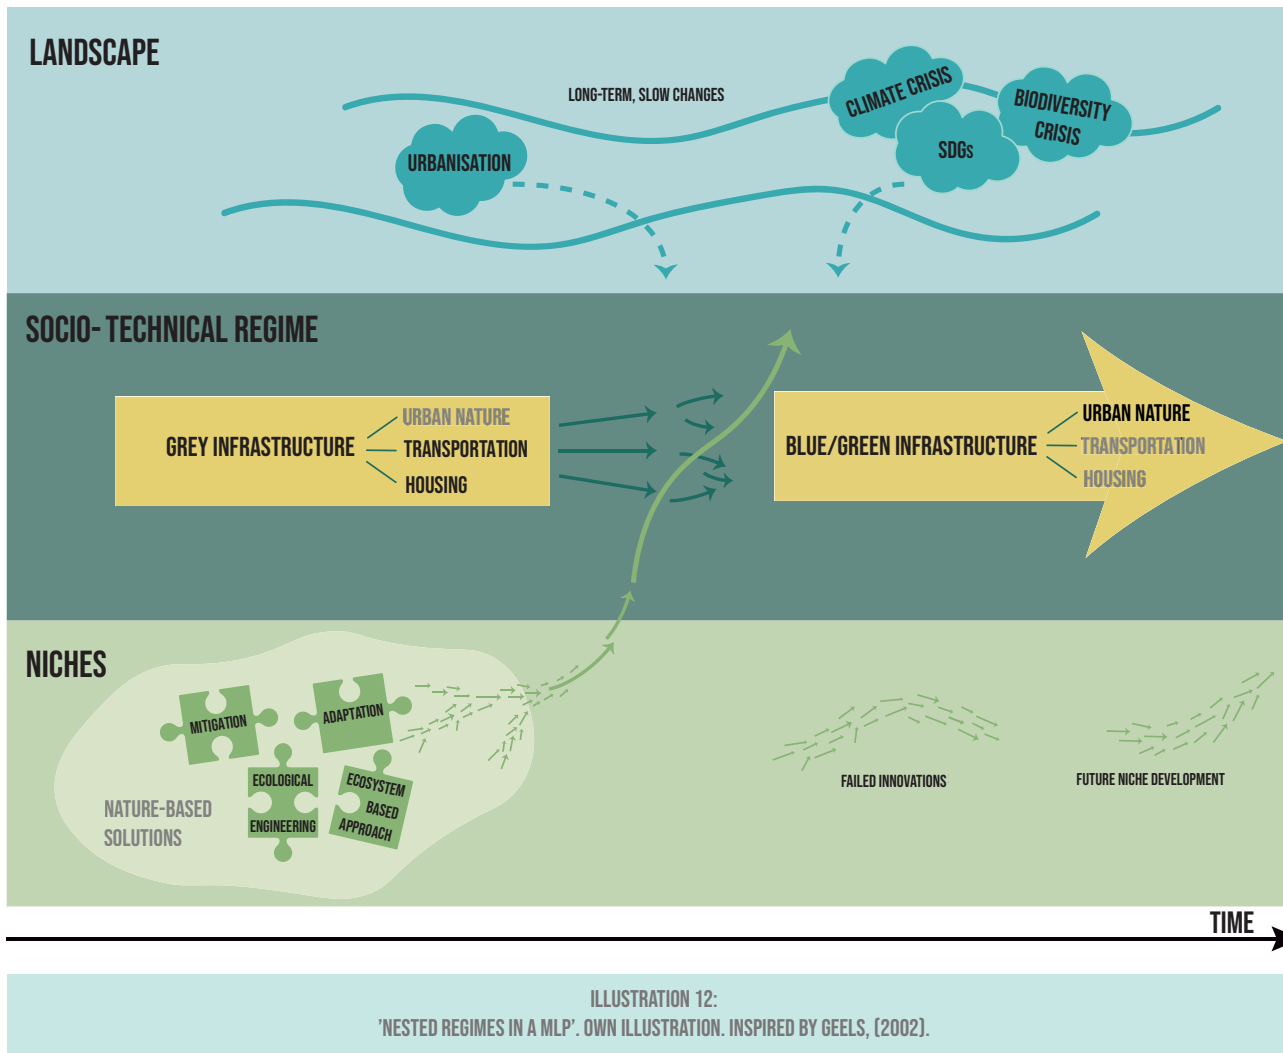 LANDSCAPE
LONG-TERM, SLOW CHANGES
CLIMATE CRISIS
BIODIVERSITY
CRISIS
SDGs
URBANISATION
SOCIO- TECHNICAL REGIME
GREY INFRASTRUCTURE
URBAN NATURE
TRANSPORTATION
HOUSING
BLUE/GREEN INFRASTRUCTURE
URBAN NATURE
TRANSPORTATION
HOUSING
NICHES
MITIGATION
ADAPTATION
ECOLOGICAL
ENGINEERING
ECOSYSTEM
BASED
APPROACH
NATURE-BASED
SOLUTIONS
FAILED INNOVATIONS
FUTURE NICHE DEVELOPMENT
TIME
ILLUSTRATION 12:
'NESTED REGIMES IN A MLP'. OWN ILLUSTRATION. INSPIRED BY GEELS, (2002).